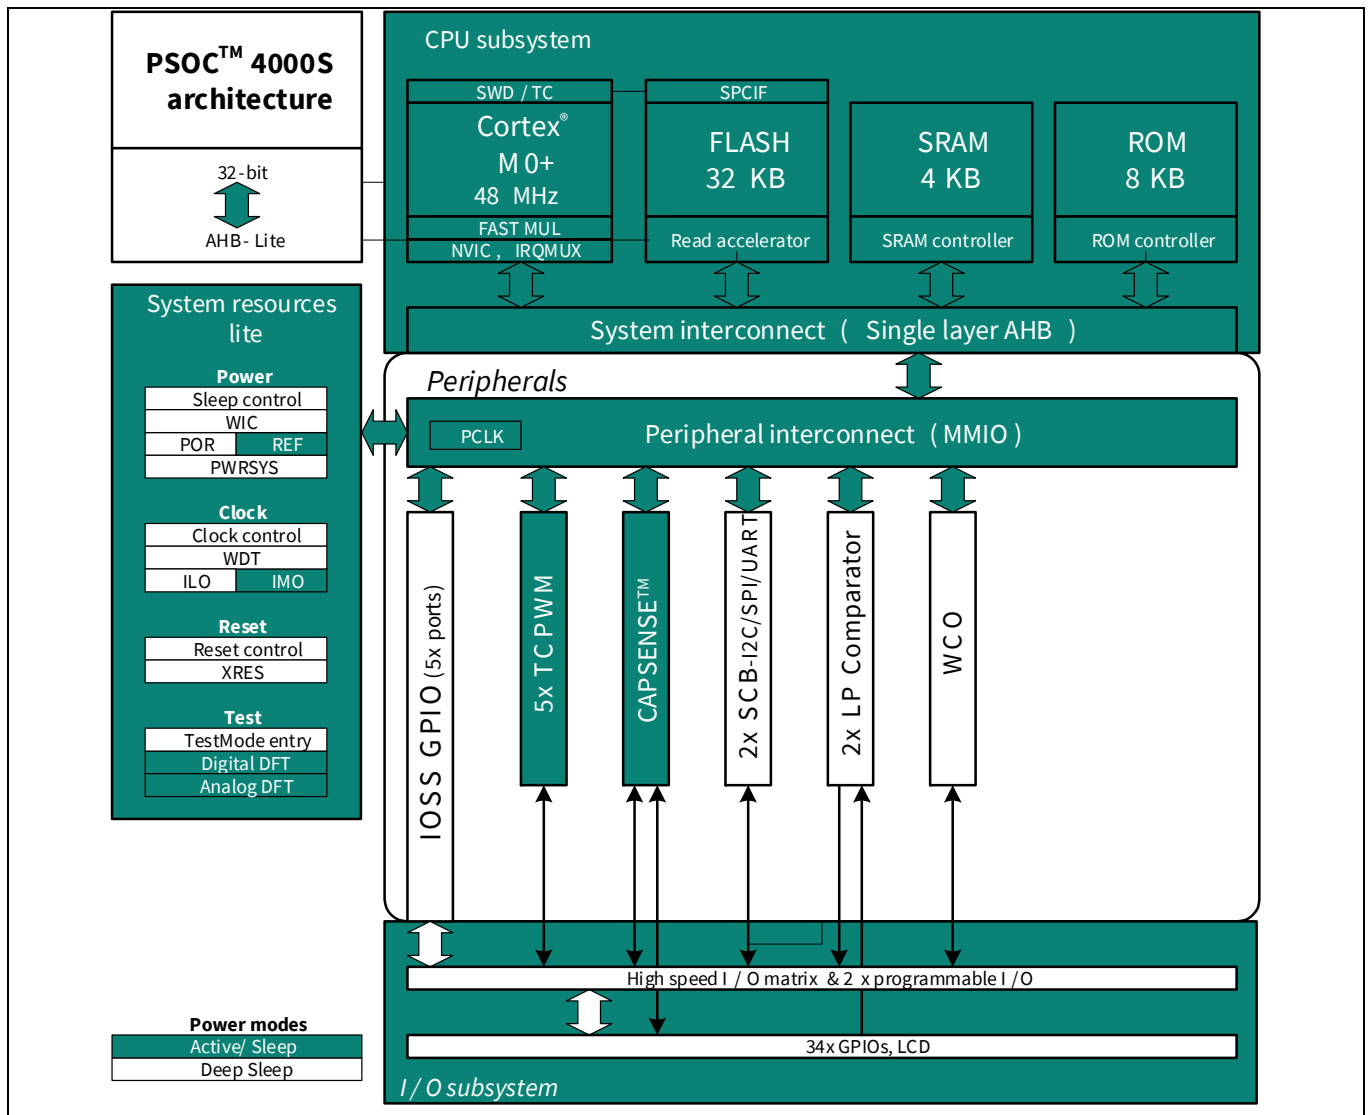 PSOC™ 4000S
architecture
32-bit
AHB- Lite
CPU subsystem
SWD / TC
Cortex®
M 0+
48 MHz
FAST MUL
NVIC , IRQMUX
SPCIF
FLASH
32 KB
Read accelerator
SRAM
4 KB
SRAM controller
ROM
8 KB
ROM controller
System interconnect ( Single layer AHB )
System resources
lite
Power
Sleep control
WIC
POR
REF
PWRSYS
Clock
Clock control
WDT
ILO
IMO
Reset
Reset control
XRES
Test
TestMode entry
Digital DFT
Analog DFT
Peripherals
PCLK
Peripheral interconnect ( MMIO )
IOSS GPIO (5x ports)
5x TCPWM
CAPSENSE™
2x SCB-I2C/SPI/UART
2x LP Comparator
WCO
High speed I / O matrix & 2 x programmable I / O
34x GPIOs, LCD
I / O subsystem
Power modes
Active/ Sleep
Deep Sleep